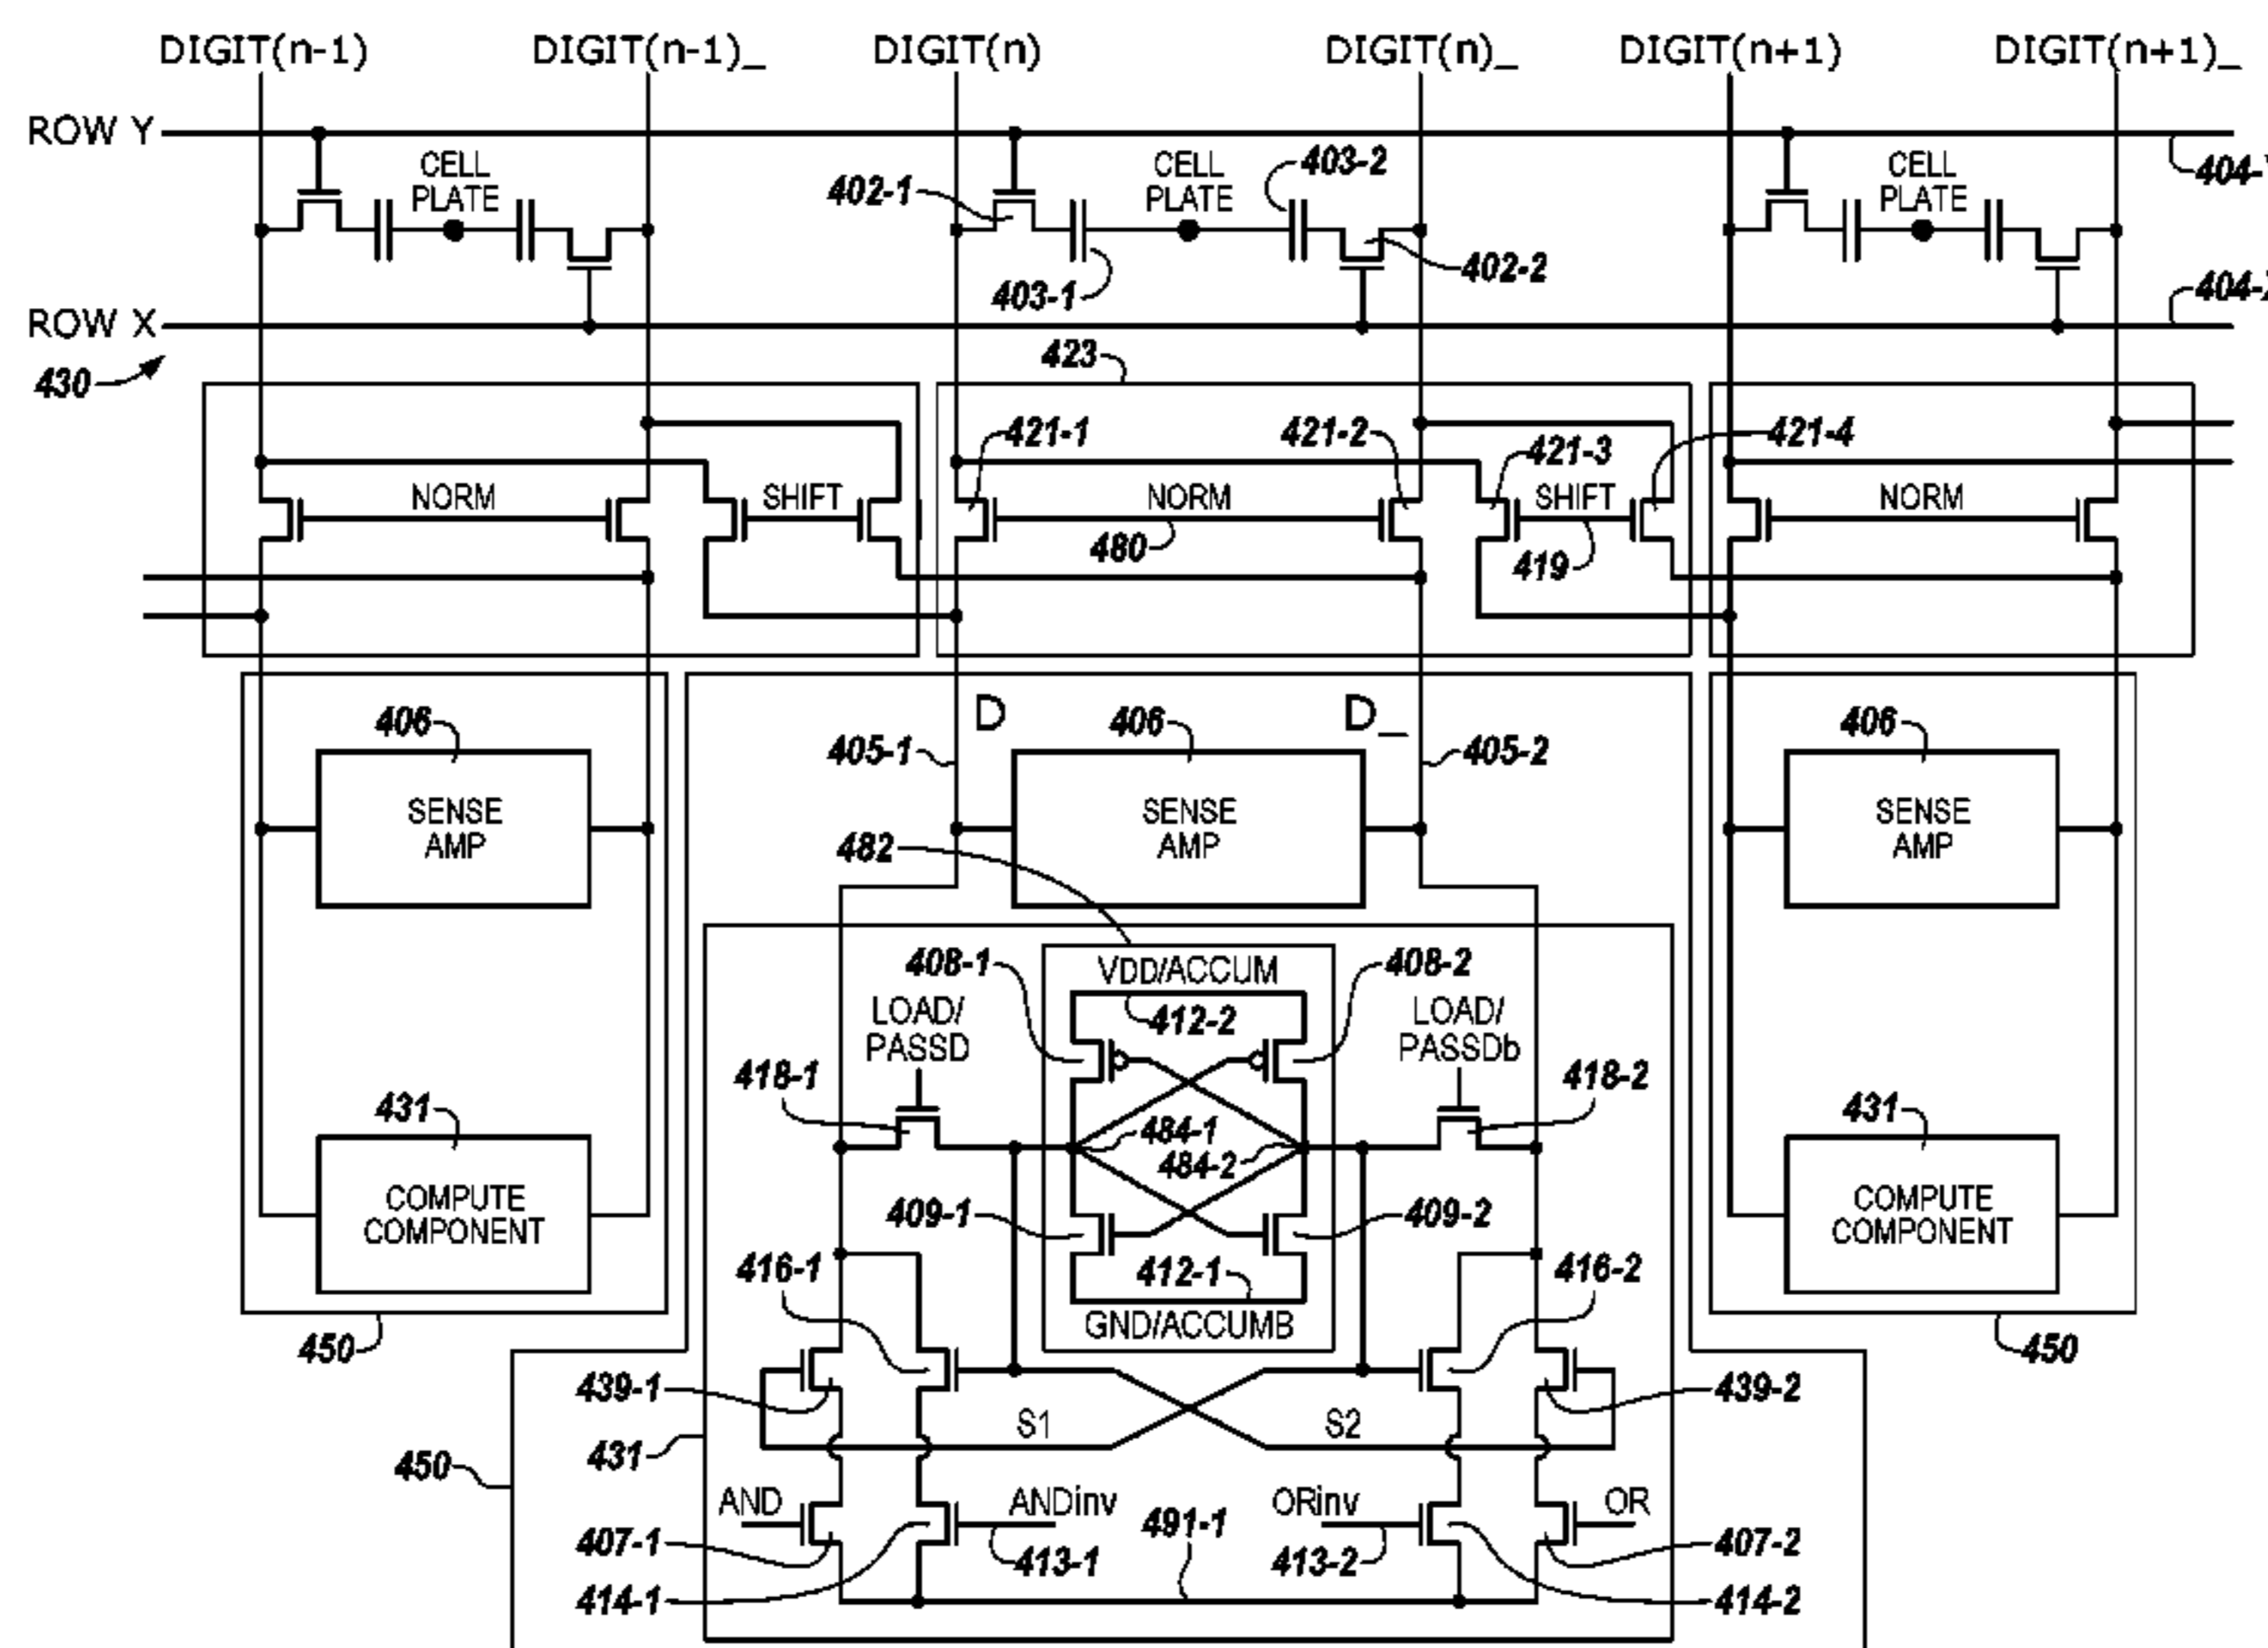 DIGIT(n-1) DIGIT(n-1)_ DIGIT(n) DIGIT(n)_ DIGIT(n+1) DIGIT(n+1)_
ROW Y
CELL PLATE
402-1
CELL PLATE
403-2
CELL PLATE
403-1
402-2
ROW X
430
423
421-1
421-2
421-3
421-4
NORM SHIFT NORM SHIFT NORM
480
419
D D_
406
405-1
406
405-2
406
SENSE AMP
SENSE AMP
SENSE AMP
482
408-1
VDD/ACCUM
408-2
LOAD/ PASSD
412-2
LOAD/ PASSDb
418-1
418-2
431
484-1
431
484-2
COMPUTE COMPONENT
409-1
409-2
COMPUTE COMPONENT
416-1
412-1
416-2
GND/ACCUMB
450
450
439-1
439-2
S1 S2
431
450
AND
ANDinv
ORinv
OR
407-1
413-1
491-1
413-2
407-2
414-1
414-2